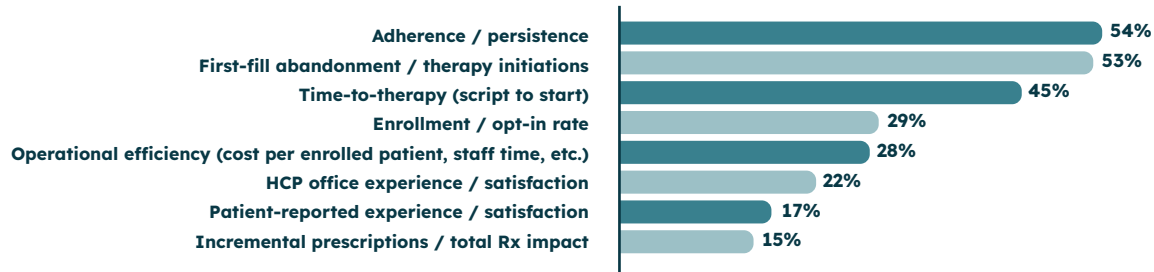 Adherence / persistence 54%
First-fill abandonment / therapy initiations 53%
Time-to-therapy (script to start) 45%
Enrollment / opt-in rate 29%
Operational efficiency (cost per enrolled patient, staff time, etc.) 28%
HCP office experience / satisfaction 22%
Patient-reported experience / satisfaction 17%
Incremental prescriptions / total Rx impact 15%